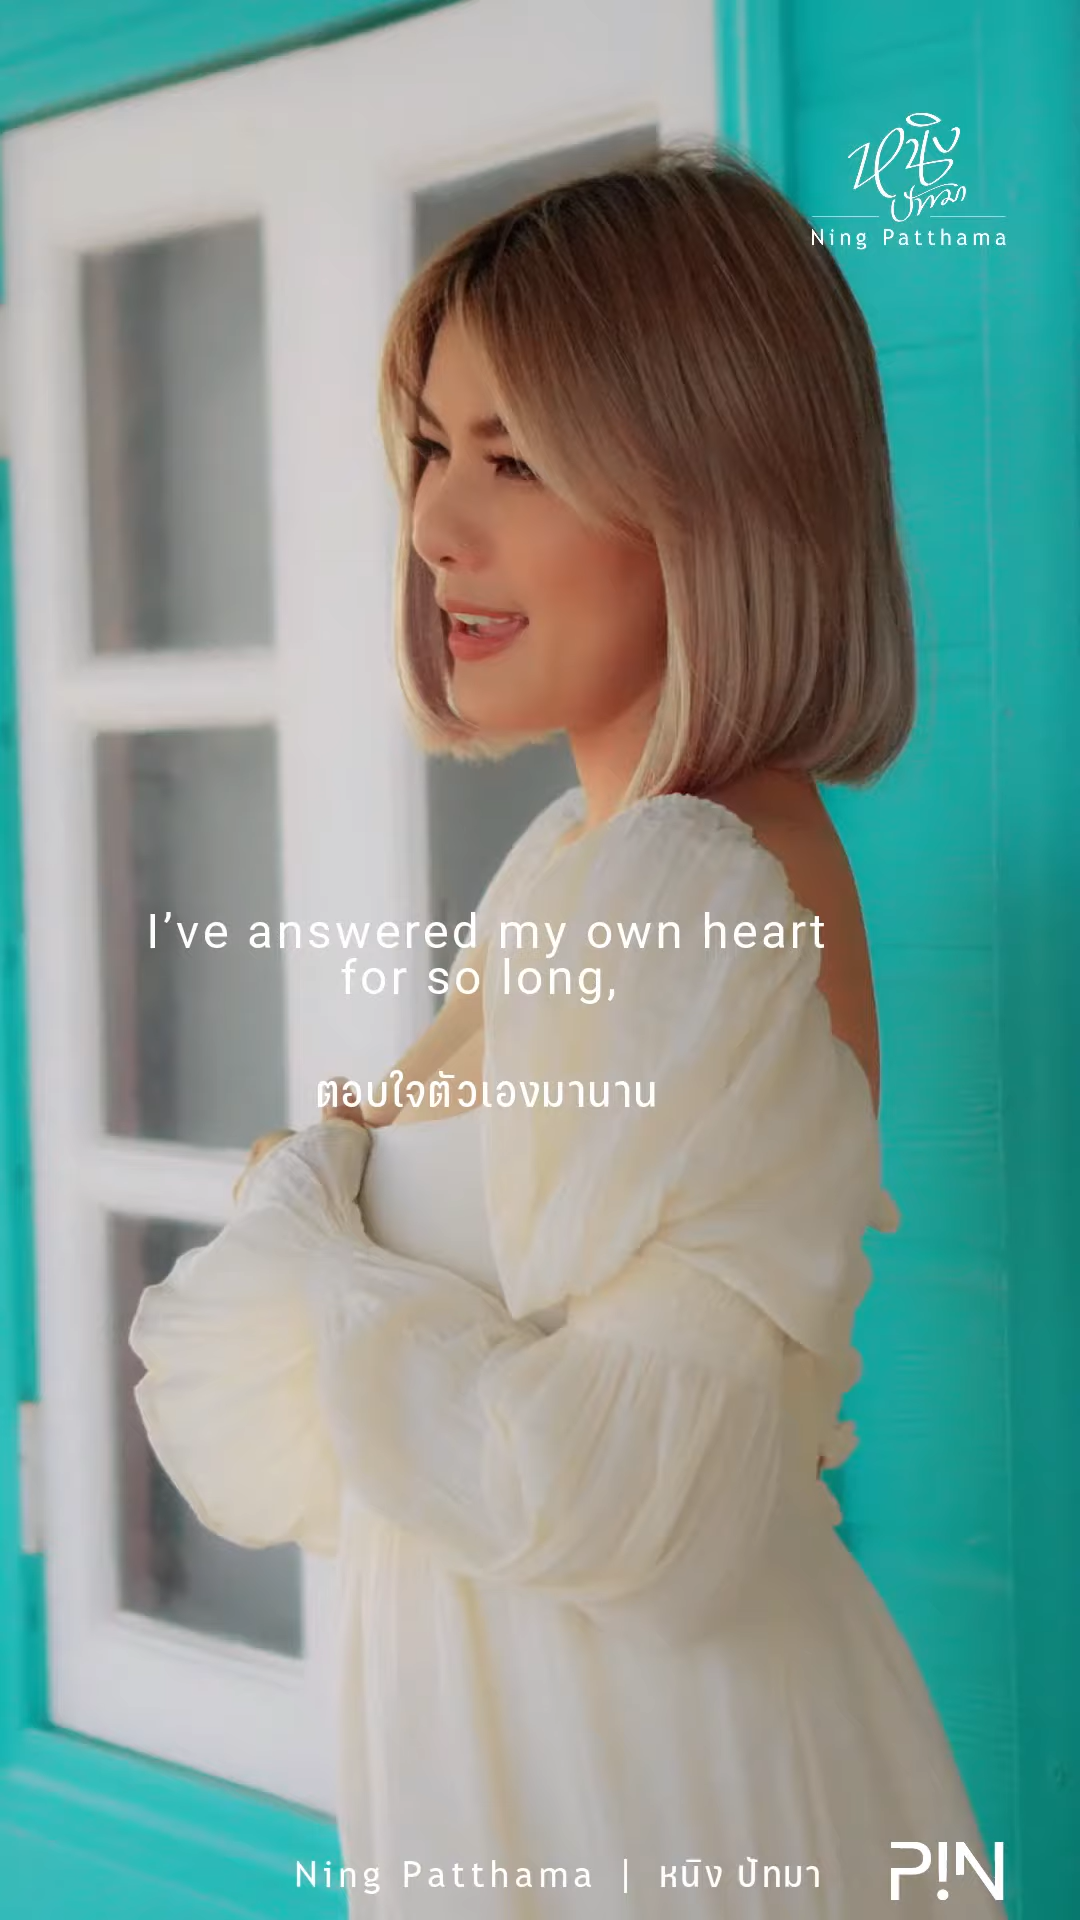 หนิง
ปัทมา
Ning Patthama
I’ve answered my own heart
for so long,
ตอบใจตัวเองมานาน
Ning Patthama | หนิง ปัทมา
P!N